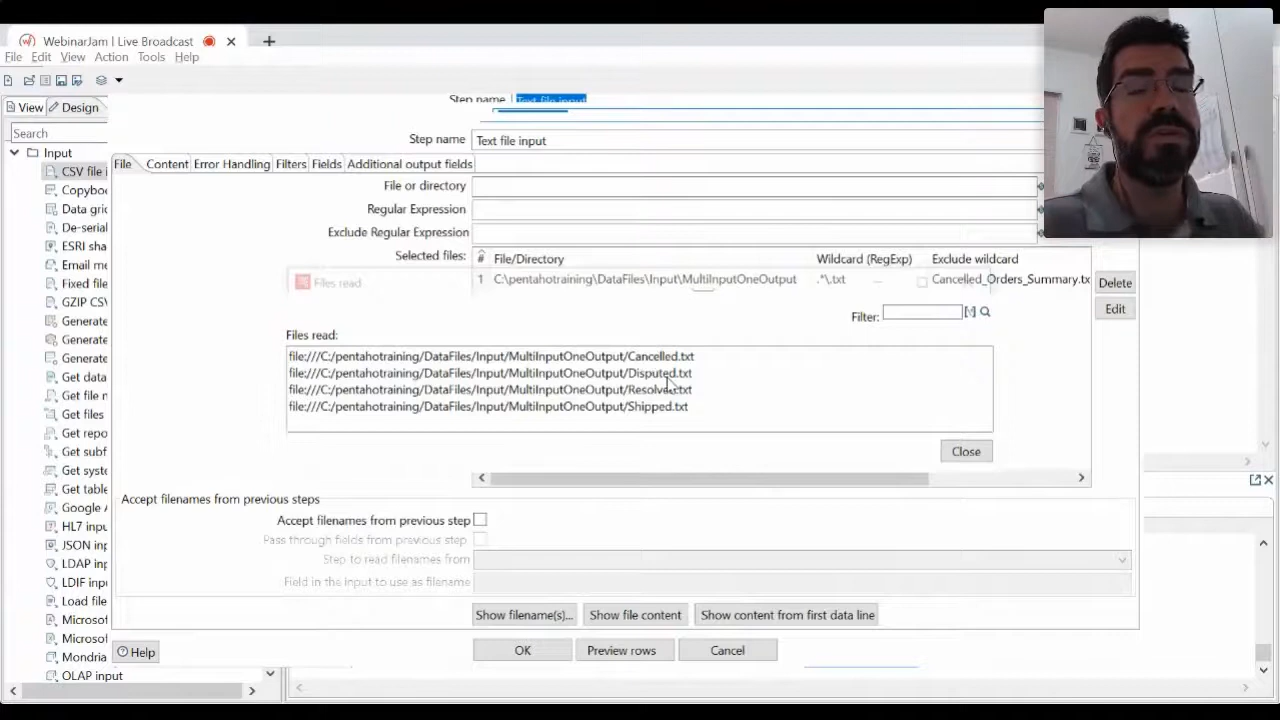 WebinarJam | Live Broadcast
File Edit View Action Tools Help
View Design
Search
Input
CSV file i
Copyboo
Data grid
De-serial
ESRI sha
Email me
Fixed file
GZIP CSV
Generate
Generate
Generate
Get data
Get file n
Get files
Get repo
Get subf
Get syste
Get table
Google A
HL7 inpu
JSON inp
LDAP inp
LDIF inpu
Load file
Microsof
Microsof
Mondria
OLAP input
Step name Text file input
Step name Text file input
File Content Error Handling Filters Fields Additional output fields
File or directory
Regular Expression
Exclude Regular Expression
Selected files: # File/Directory Wildcard (RegExp) Exclude wildcard
1 C:\pentahotraining\DataFiles\Input\MultiInputOneOutput .*\.txt Cancelled_Orders_Summary.tx
Delete
Edit
Files read
Filter:
Files read:
file:///C:/pentahotraining/DataFiles/Input/MultiInputOneOutput/Cancelled.txt
file:///C:/pentahotraining/DataFiles/Input/MultiInputOneOutput/Disputed.txt
file:///C:/pentahotraining/DataFiles/Input/MultiInputOneOutput/Resolved.txt
file:///C:/pentahotraining/DataFiles/Input/MultiInputOneOutput/Shipped.txt
Close
Accept filenames from previous steps
Accept filenames from previous step
Pass through fields from previous step
Step to read filenames from
Field in the input to use as filename
Show filename(s)... Show file content Show content from first data line
Help OK Preview rows Cancel